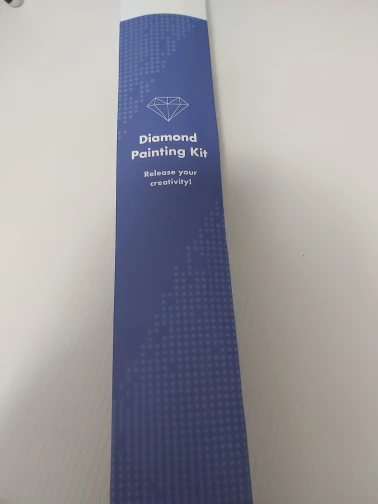 Diamond
Painting Kit
Release your
creativity!